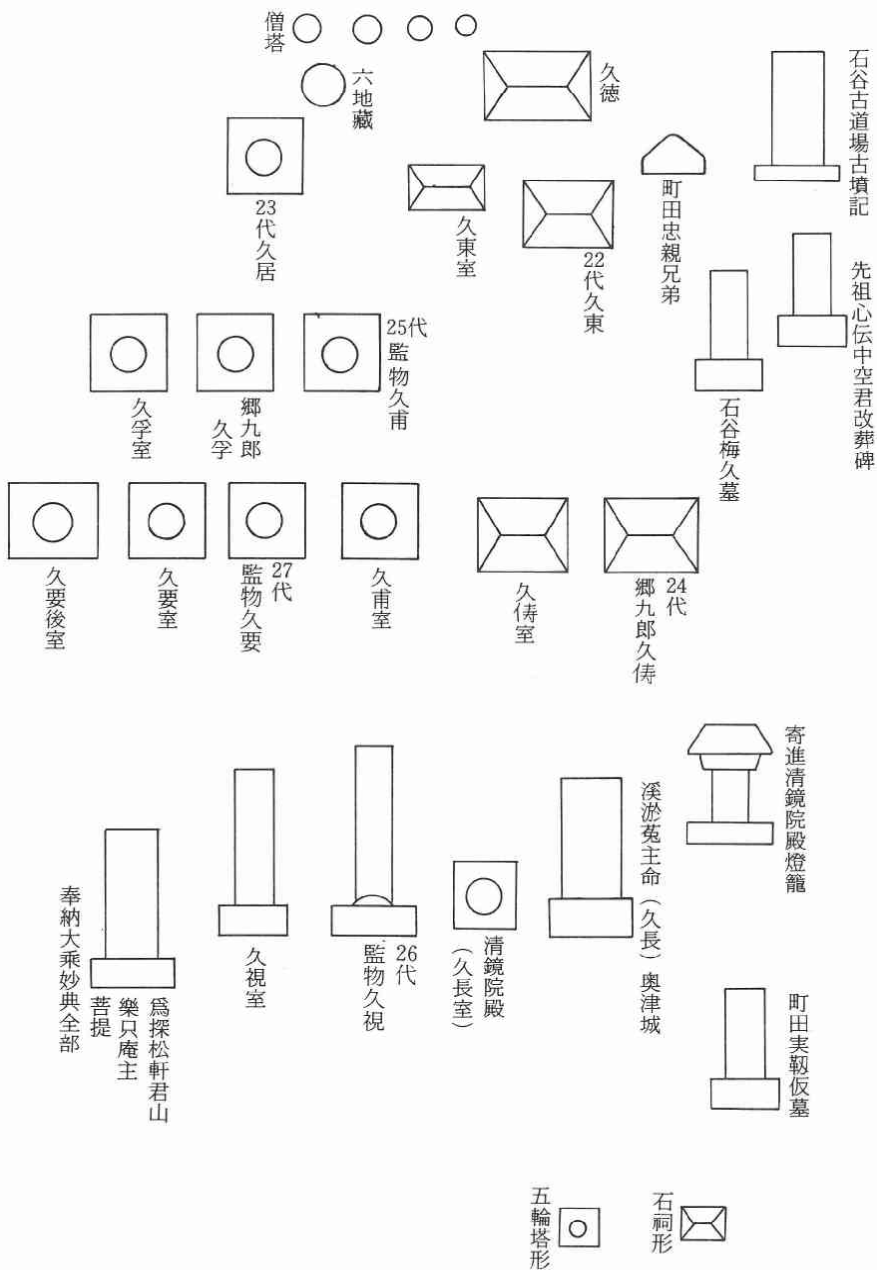 石谷古道場古墳記
先祖心伝中空君改葬碑
町田忠親兄弟
石谷梅久墓
久徳
22代久東
久東室
僧塔
六地藏
23代久居
25代
監物久甫
郷九郎
久孚
久孚室
24代
郷九郎久俦
久俦室
久甫室
27代
監物久要
久要室
久要後室
寄進清鏡院殿燈籠
溪淤菟主命（久長）奥津城
清鏡院殿
（久長室）
26代
監物久視
久視室
爲探松軒君山
樂只庵主
菩提
奉納大乗妙典全部
町田実靱仮墓
石祠形
五輪塔形